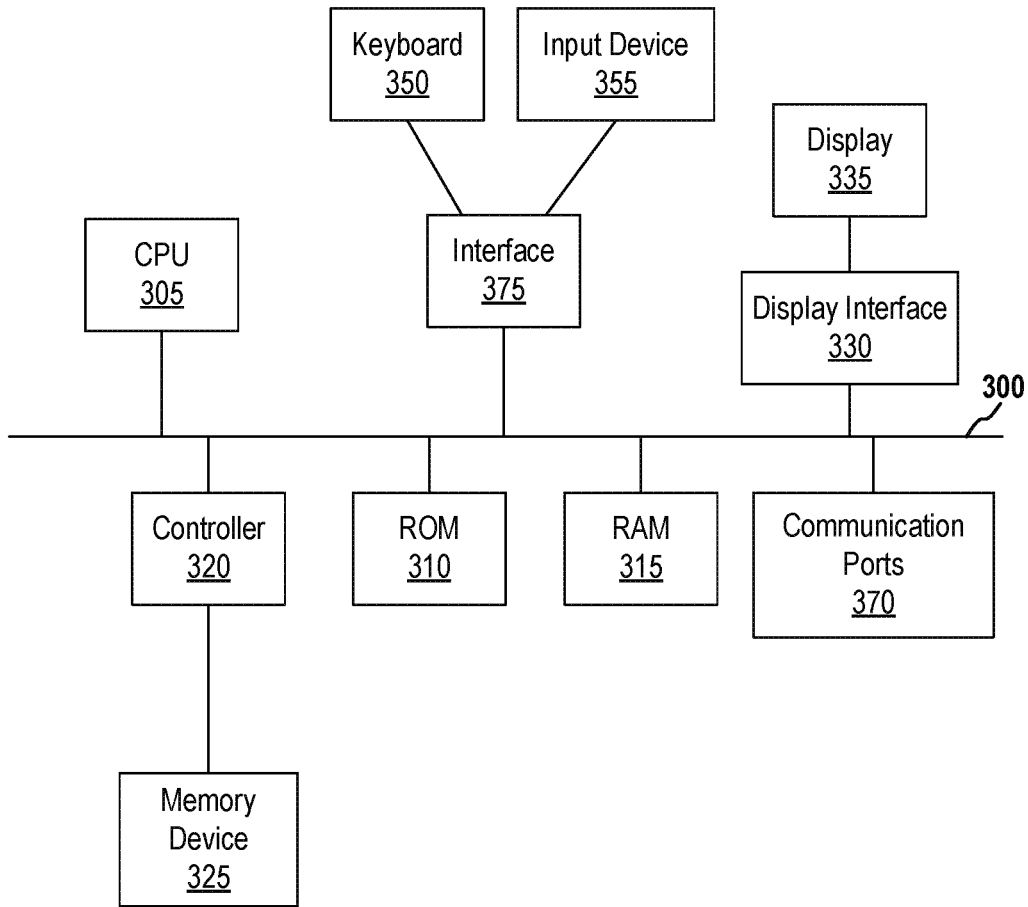 Keyboard
350
Input Device
355
Display
335
CPU
305
Interface
375
Display Interface
330
300
Controller
320
ROM
310
RAM
315
Communication
Ports
370
Memory
Device
325